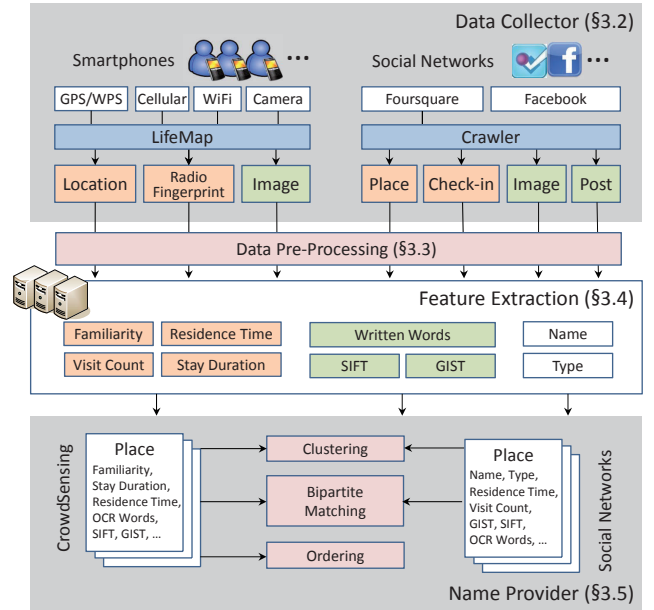 Data Collector (§3.2)
Smartphones
...
Social Networks
f
...
GPS/WPS
Cellular
WiFi
Camera
Foursquare
Facebook
LifeMap
Crawler
Location
Radio
Fingerprint
Image
Place
Check-in
Image
Post
Data Pre-Processing (§3.3)
Feature Extraction (§3.4)
Familiarity
Residence Time
Written Words
Name
Visit Count
Stay Duration
SIFT
GIST
Type
CrowdSensing
Place
Familiarity,
Stay Duration,
Residence Time,
OCR Words,
SIFT, GIST, ...
Clustering
Bipartite
Matching
Ordering
Place
Name, Type,
Residence Time,
Visit Count,
GIST, SIFT,
OCR Words, ...
Social Networks
Name Provider (§3.5)